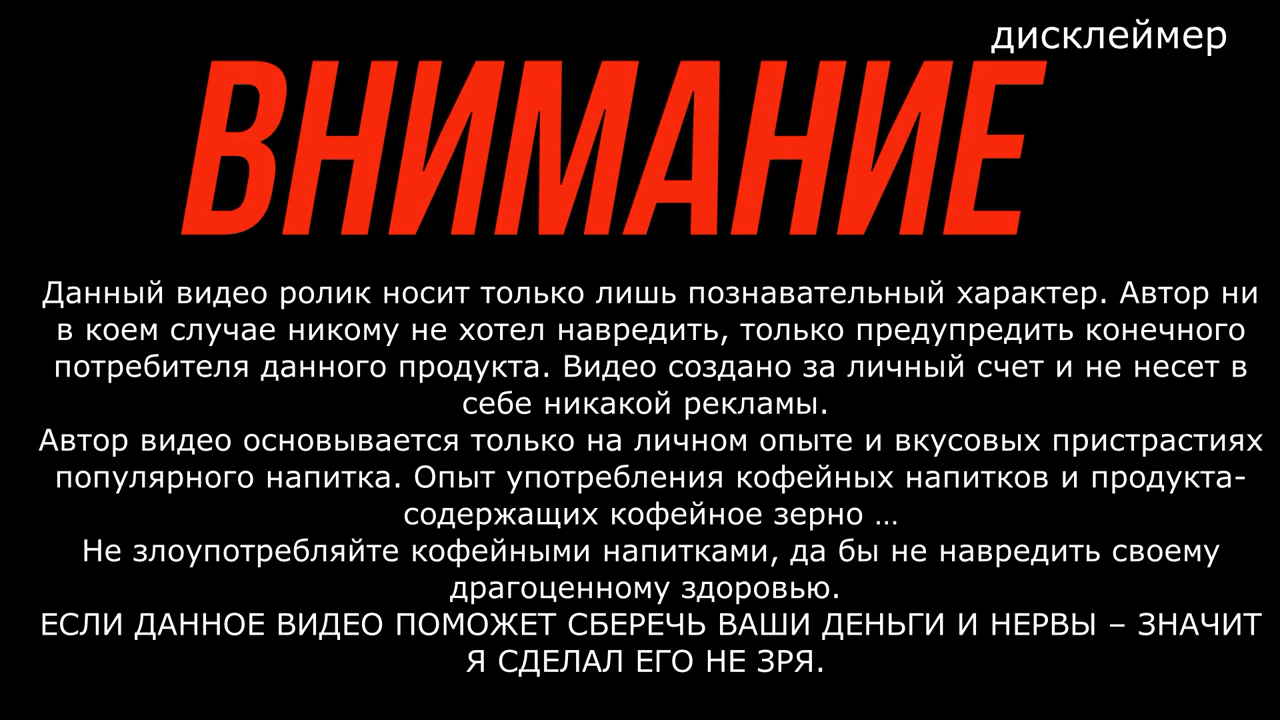 дисклеймер
ВНИМАНИЕ
Данный видео ролик носит только лишь познавательный характер. Автор ни
в коем случае никому не хотел навредить, только предупредить конечного
потребителя данного продукта. Видео создано за личный счет и не несет в
себе никакой рекламы.
Автор видео основывается только на личном опыте и вкусовых пристрастиях
популярного напитка. Опыт употребления кофейных напитков и продукта-
содержащих кофейное зерно ...
Не злоупотребляйте кофейными напитками, да бы не навредить своему
драгоценному здоровью.
ЕСЛИ ДАННОЕ ВИДЕО ПОМОЖЕТ СБЕРЕЧЬ ВАШИ ДЕНЬГИ И НЕРВЫ – ЗНАЧИТ
Я СДЕЛАЛ ЕГО НЕ ЗРЯ.